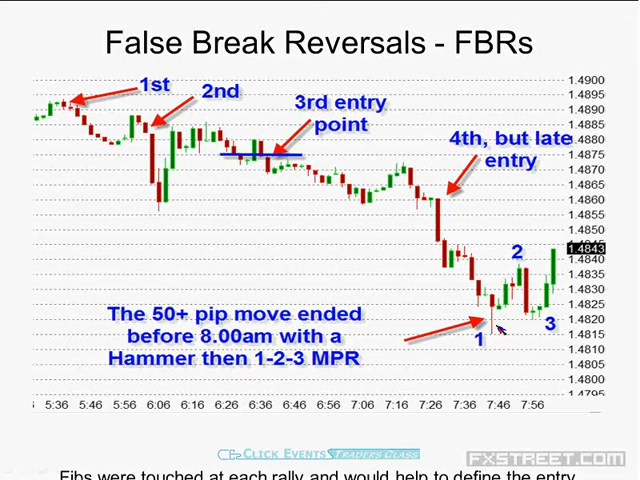 False Break Reversals - FBRs
1st
2nd
3rd entry
point
4th, but late
entry
1.4900
1.4895
1.4890
1.4885
1.4880
1.4875
1.4865
1.4860
1.4855
1.4850
1.4843
1.4840
1.4835
1.4830
1.4825
1.4820
1.4815
1.4810
1.4805
1.4800
1.4795
2
The 50+ pip move ended
before 8.00am with a
Hammer then 1-2-3 MPR
1
3
5:36 5:46 5:56 6:06 6:16 6:26 6:36 6:46 6:56 7:06 7:16 7:26 7:36 7:46 7:56
CLICK EVENTS TRADERS CLASS
FXSTREET.COM
Fibs were touched at each rally and would help to define the entry